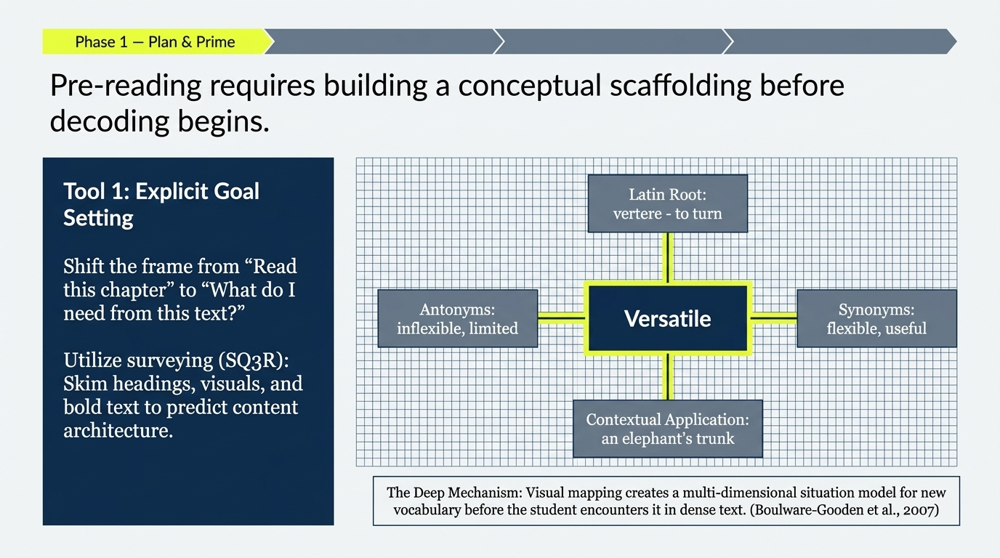 Phase 1 — Plan & Prime
Pre-reading requires building a conceptual scaffolding before
decoding begins.
Tool 1: Explicit Goal
Setting
Shift the frame from “Read
this chapter” to “What do I
need from this text?”
Utilize surveying (SQ3R):
Skim headings, visuals, and
bold text to predict content
architecture.
Latin Root:
vertere - to turn
Antonyms:
inflexible, limited
Versatile
Synonyms:
flexible, useful
Contextual Application:
an elephant’s trunk
The Deep Mechanism: Visual mapping creates a multi-dimensional situation model for new
vocabulary before the student encounters it in dense text. (Boulware-Gooden et al., 2007)